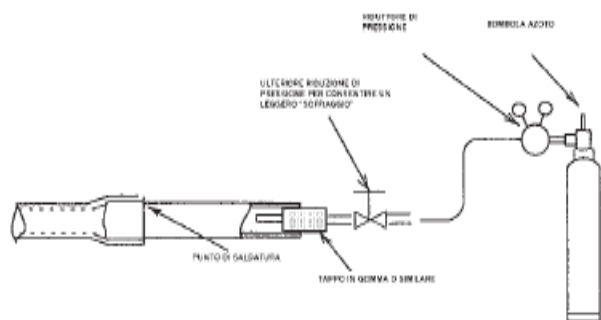 RIDUTTORE DI
PRESSIONE
BOMBOLA AZOTO
ULTERIORE RIDUZIONE DI
PRESSIONE PER CONSENTIRE UN
LEGGERO "SOFFIAGGIO"
PUNTO DI SALDATURA
TAPPO IN GOMMA O SIMILARE